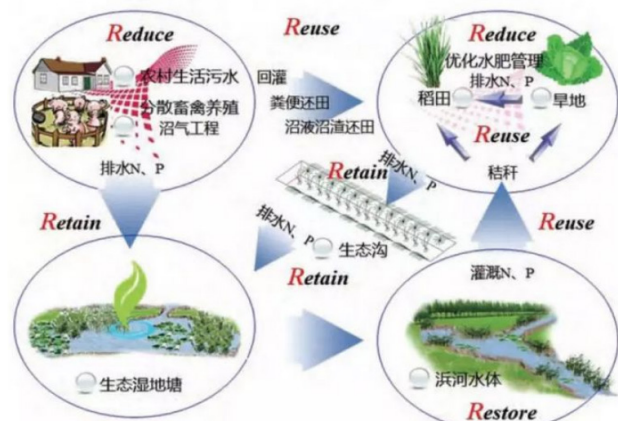 Reduce
农村生活污水
分散畜禽养殖
沼气工程
排水N、P
Reuse
回灌
粪便还田
沼液沼渣还田
Reduce
优化水肥管理
排水N、P
稻田
旱地
Reuse
秸秆
Retain
排水N、P
Retain
排水N、P
生态沟
Retain
Reuse
灌溉N、P
生态湿地塘
浜河水体
Restore